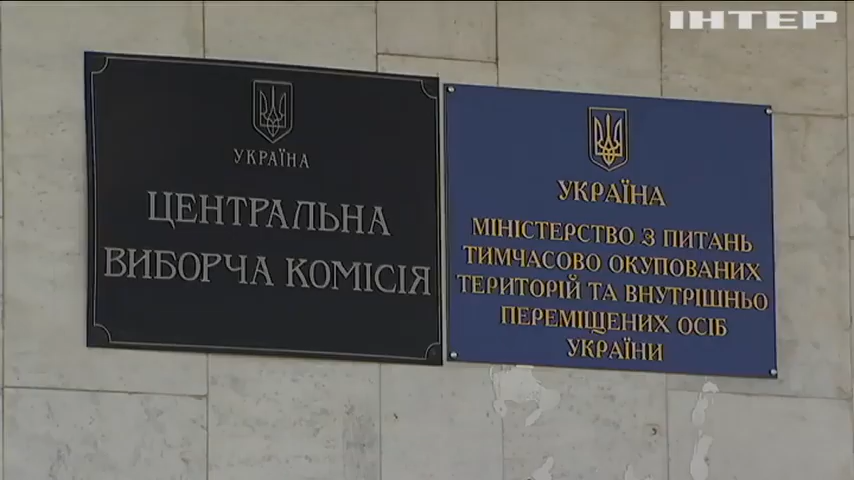 ІНТЕР
УКРАЇНА
ЦЕНТРАЛЬНА
ВИБОРЧА КОМІСІЯ
УКРАЇНА
МІНІСТЕРСТВО З ПИТАНЬ
ТИМЧАСОВО ОКУПОВАНИХ
ТЕРИТОРІЙ ТА ВНУТРІШНЬО
ПЕРЕМІЩЕНИХ ОСІБ
УКРАЇНИ